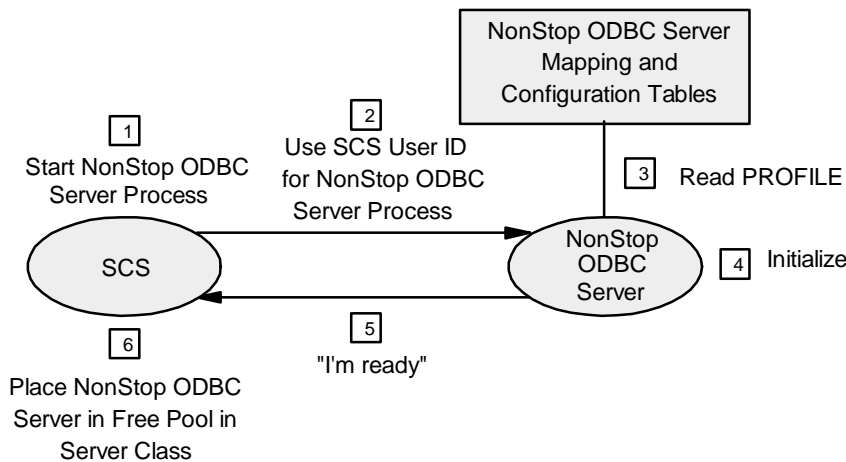 NonStop ODBC Server
Mapping and
Configuration Tables
1
Start NonStop ODBC
Server Process
2
Use SCS User ID
for NonStop ODBC
Server Process
3
Read PROFILE
SCS
NonStop
ODBC
Server
4
Initialize
5
"I'm ready"
6
Place NonStop ODBC
Server in Free Pool in
Server Class